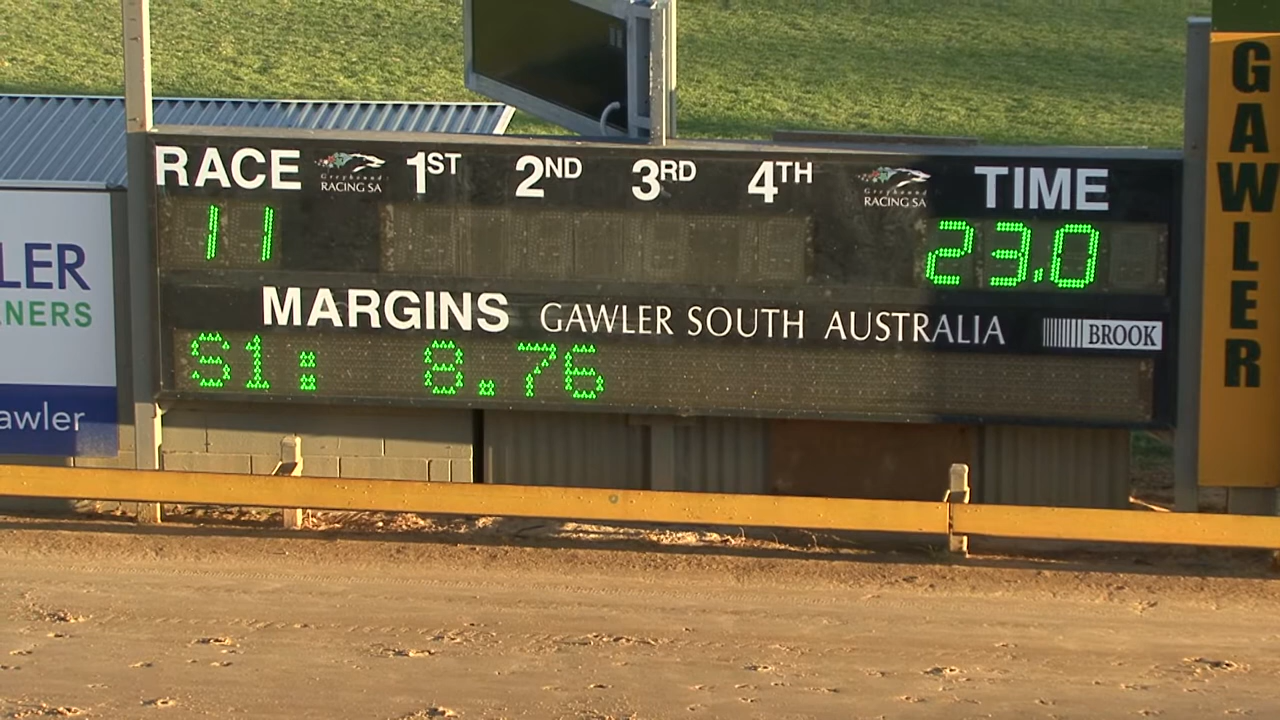 RACE
Greyhound
RACING SA
1ST
2ND
3RD
4TH
Greyhound
RACING SA
TIME
11
23.0
MARGINS
GAWLER SOUTH AUSTRALIA
BROOK
S1: 8.76
LER
NERS
awler
GAWLER